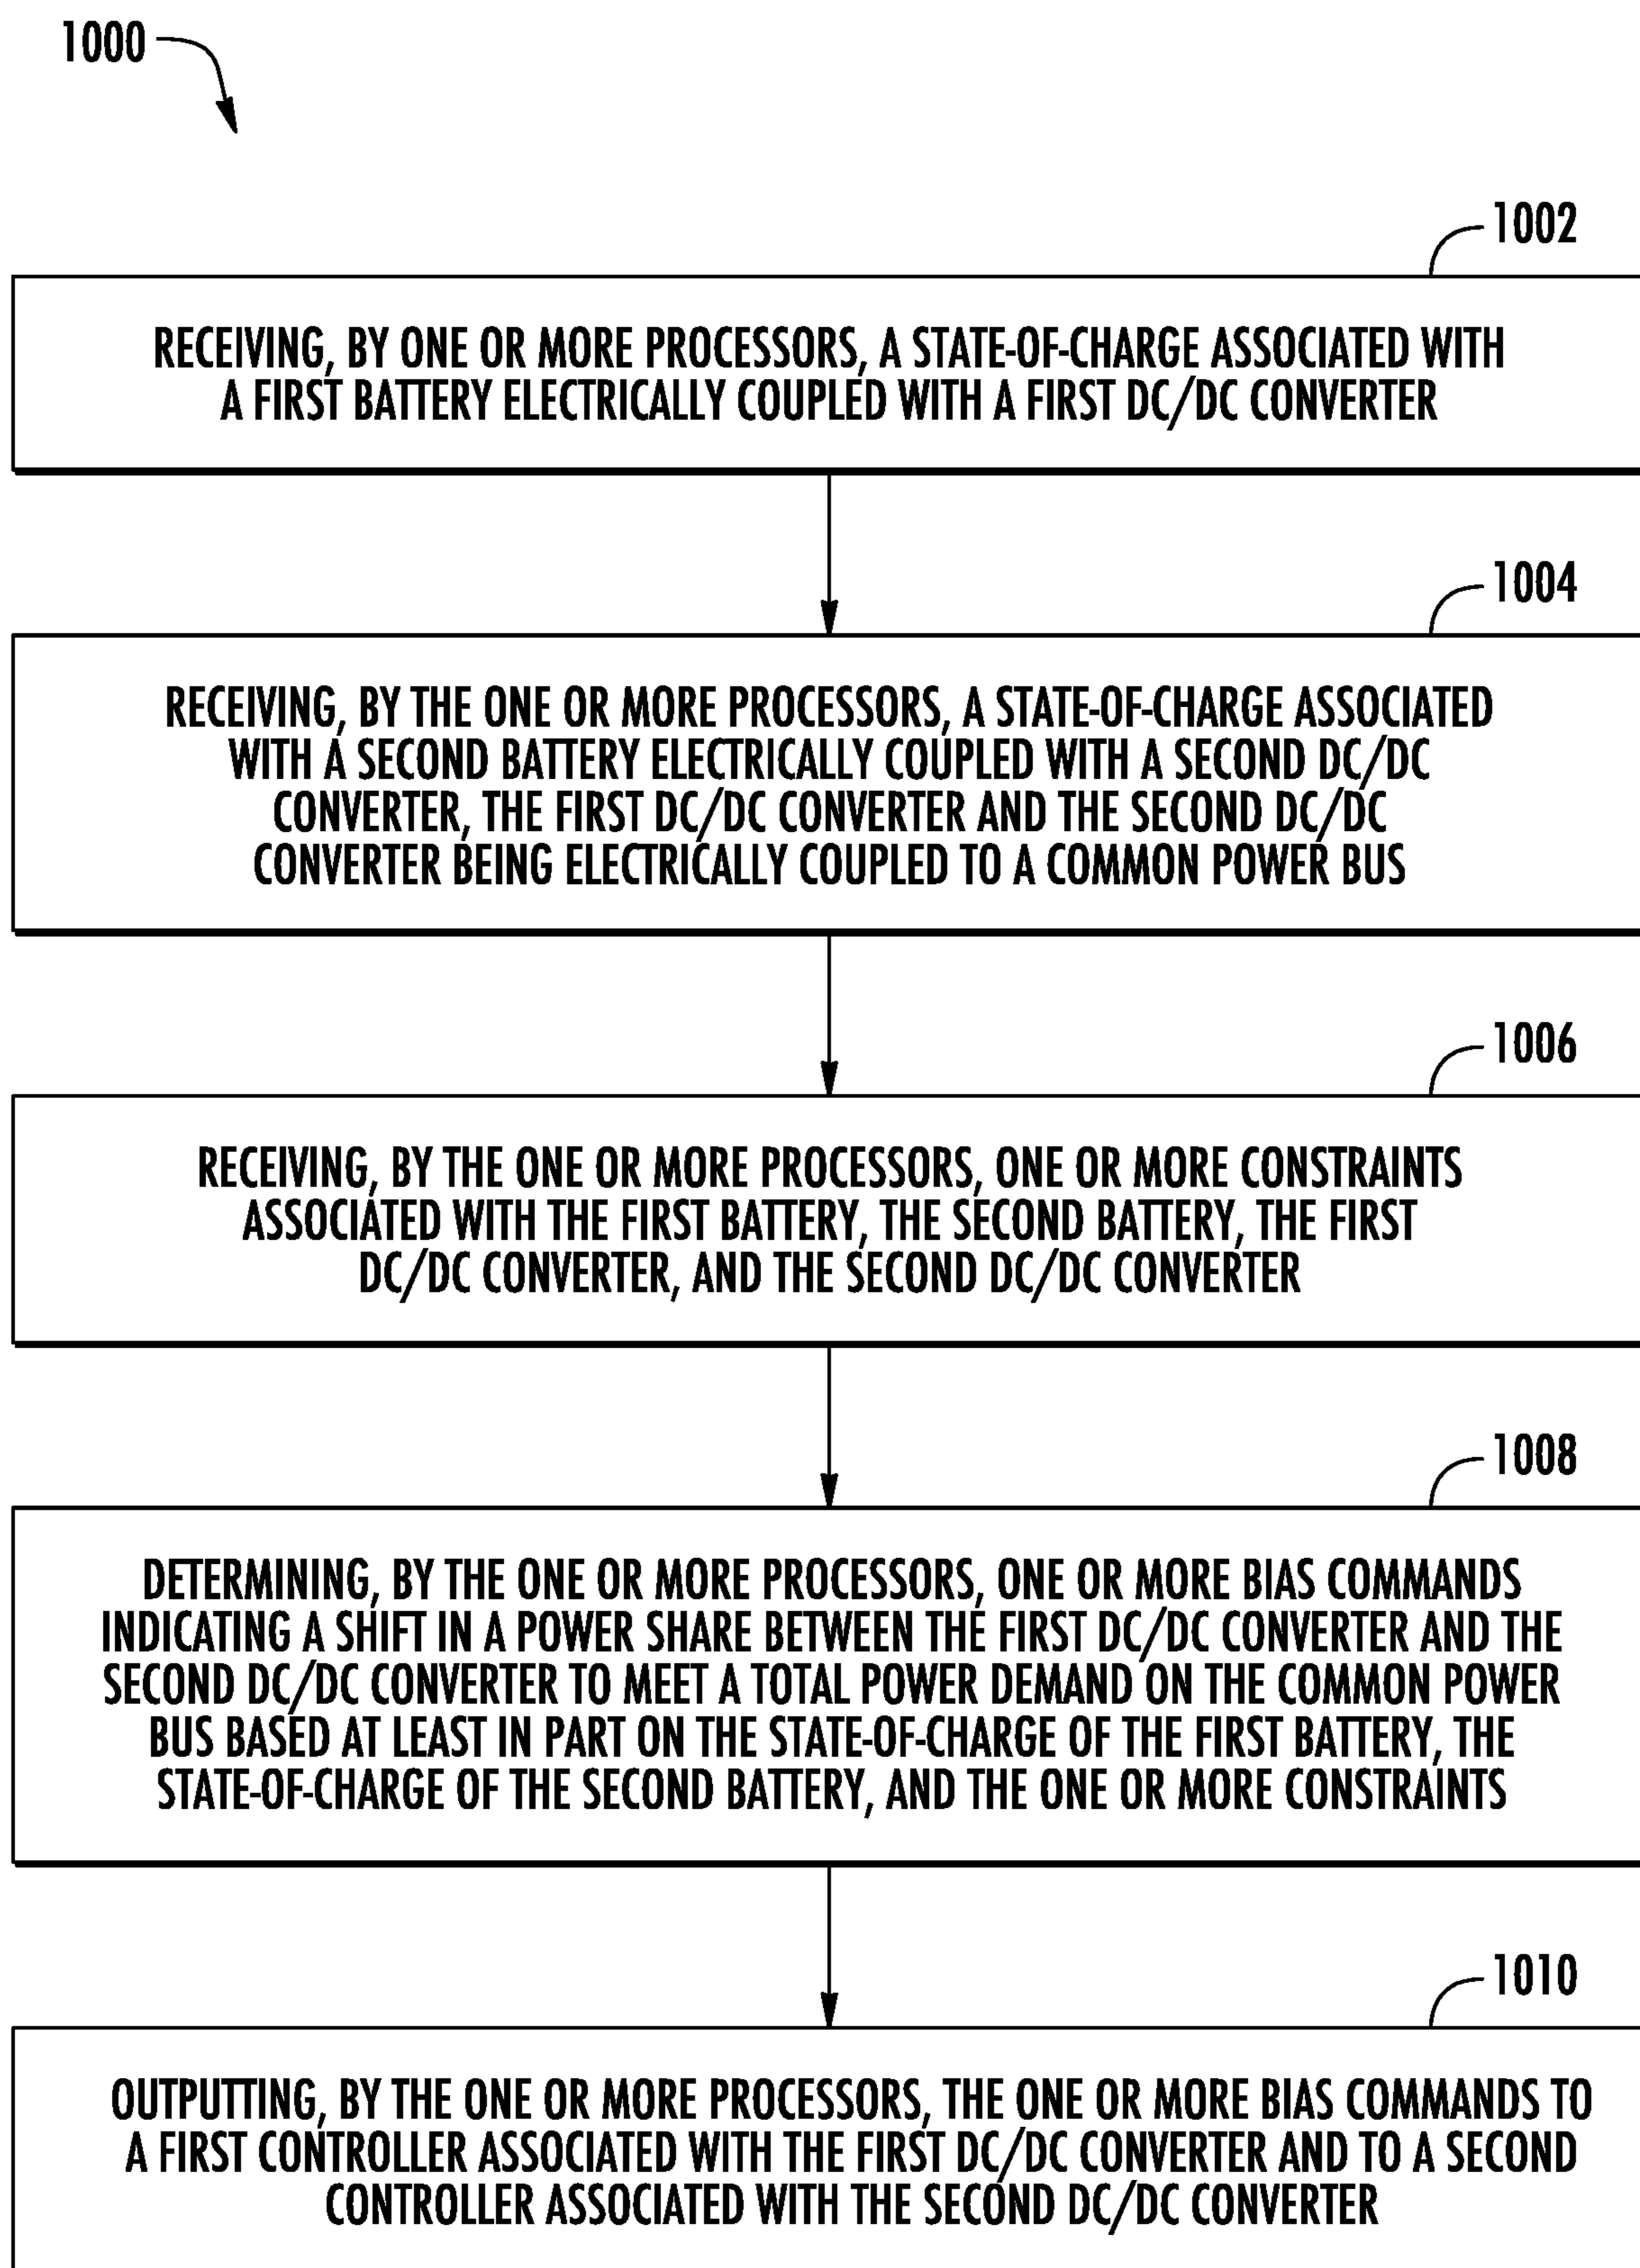 1000
1002
RECEIVING, BY ONE OR MORE PROCESSORS, A STATE-OF-CHARGE ASSOCIATED WITH
A FIRST BATTERY ELECTRICALLY COUPLED WITH A FIRST DC/DC CONVERTER
1004
RECEIVING, BY THE ONE OR MORE PROCESSORS, A STATE-OF-CHARGE ASSOCIATED
WITH A SECOND BATTERY ELECTRICALLY COUPLED WITH A SECOND DC/DC
CONVERTER, THE FIRST DC/DC CONVERTER AND THE SECOND DC/DC
CONVERTER BEING ELECTRICALLY COUPLED TO A COMMON POWER BUS
1006
RECEIVING, BY THE ONE OR MORE PROCESSORS, ONE OR MORE CONSTRAINTS
ASSOCIATED WITH THE FIRST BATTERY, THE SECOND BATTERY, THE FIRST
DC/DC CONVERTER, AND THE SECOND DC/DC CONVERTER
1008
DETERMINING, BY THE ONE OR MORE PROCESSORS, ONE OR MORE BIAS COMMANDS
INDICATING A SHIFT IN A POWER SHARE BETWEEN THE FIRST DC/DC CONVERTER AND THE
SECOND DC/DC CONVERTER TO MEET A TOTAL POWER DEMAND ON THE COMMON POWER
BUS BASED AT LEAST IN PART ON THE STATE-OF-CHARGE OF THE FIRST BATTERY, THE
STATE-OF-CHARGE OF THE SECOND BATTERY, AND THE ONE OR MORE CONSTRAINTS
1010
OUTPUTTING, BY THE ONE OR MORE PROCESSORS, THE ONE OR MORE BIAS COMMANDS TO
A FIRST CONTROLLER ASSOCIATED WITH THE FIRST DC/DC CONVERTER AND TO A SECOND
CONTROLLER ASSOCIATED WITH THE SECOND DC/DC CONVERTER